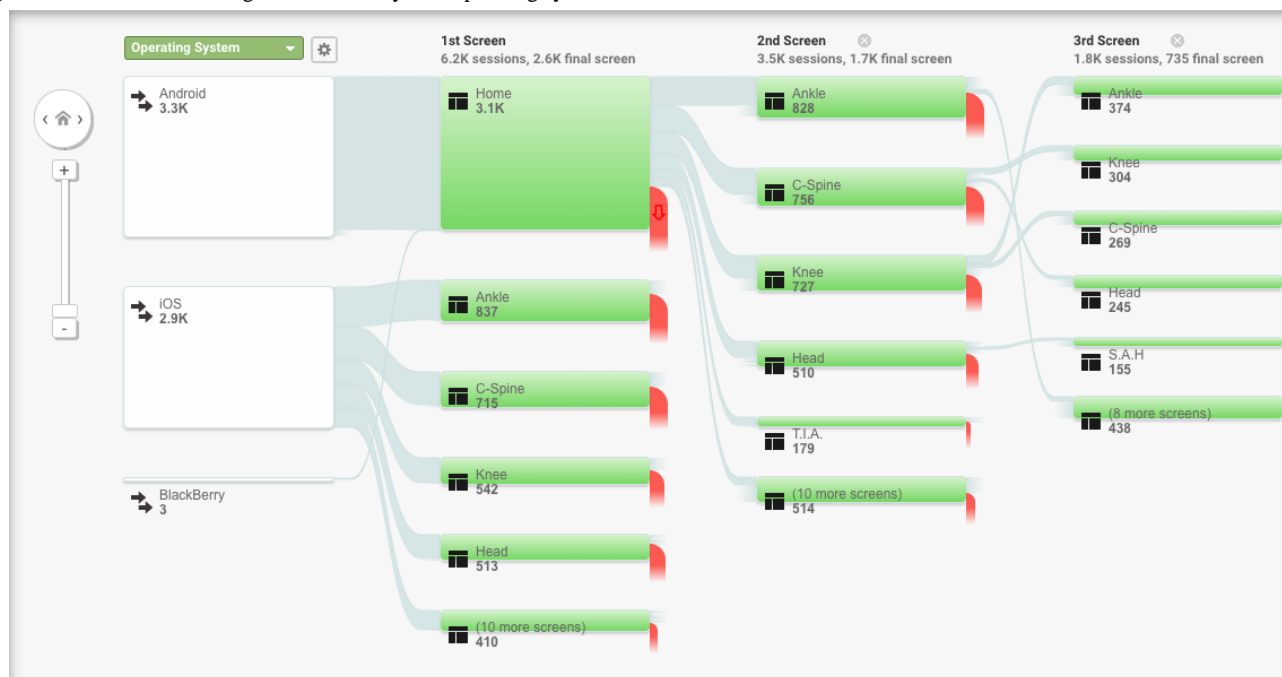 Operating System
1st Screen
6.2K sessions, 2.6K final screen
2nd Screen
3.5K sessions, 1.7K final screen
3rd Screen
1.8K sessions, 735 final screen
Android
3.3K
iOS
2.9K
BlackBerry
3
Home
3.1K
Ankle
837
C-Spine
715
Knee
542
Head
513
(10 more screens)
410
Ankle
828
C-Spine
756
Knee
727
Head
510
T.I.A.
179
(10 more screens)
514
Ankle
374
Knee
304
C-Spine
269
Head
245
S.A.H
155
(8 more screens)
438